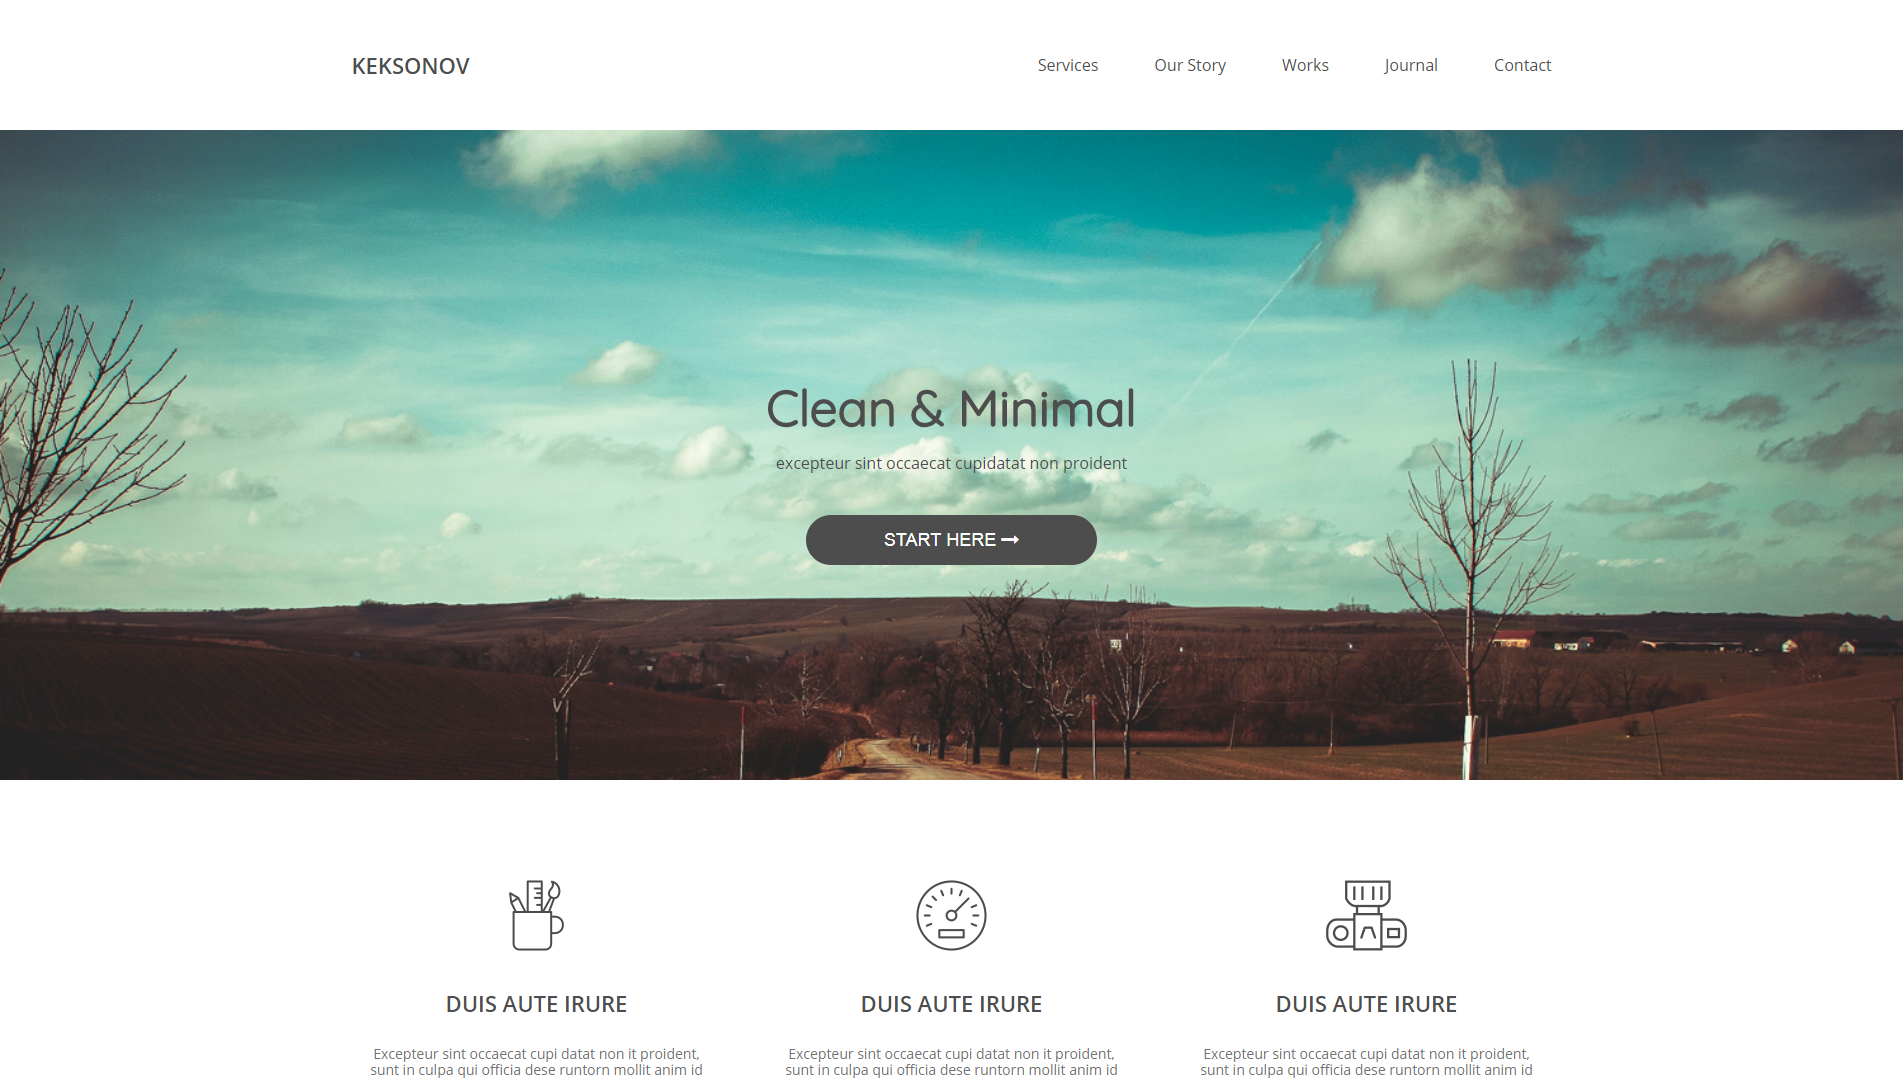 KEKSONOV
Services Our Story Works Journal Contact
Clean & Minimal
excepteur sint occaecat cupidatat non proident
START HERE
DUIS AUTE IRURE
Excepteur sint occaecat cupi datat non it proident,
sunt in culpa qui officia dese runtorn mollit anim id
DUIS AUTE IRURE
Excepteur sint occaecat cupi datat non it proident,
sunt in culpa qui officia dese runtorn mollit anim id
DUIS AUTE IRURE
Excepteur sint occaecat cupi datat non it proident,
sunt in culpa qui officia dese runtorn mollit anim id